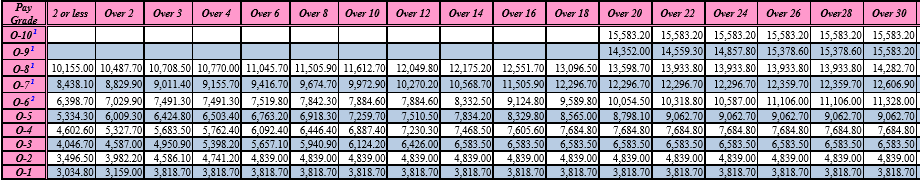 Pay Grade 2 or less Over 2 Over 3 Over 4 Over 6 Over 8 Over 10 Over 12 Over 14 Over 16 Over 18 Over 20 Over 22 Over 24 Over 26 Over28 Over 30
O-10¹ 15,583.20 15,583.20 15,583.20 15,583.20 15,583.20 15,583.20
O-9¹ 14,352.00 14,559.30 14,857.80 15,378.60 15,378.60 15,583.20
O-8¹ 10,155.00 10,487.70 10,708.50 10,770.00 11,045.70 11,505.90 11,612.70 12,049.80 12,175.20 12,551.70 13,096.50 13,598.70 13,933.80 13,933.80 13,933.80 13,933.80 14,282.70
O-7¹ 8,438.10 8,829.90 9,011.40 9,155.70 9,416.70 9,674.70 9,972.90 10,270.20 10,568.70 11,505.90 12,296.70 12,296.70 12,296.70 12,296.70 12,359.70 12,359.70 12,606.90
O-6² 6,398.70 7,029.90 7,491.30 7,491.30 7,519.80 7,842.30 7,884.60 7,884.60 8,332.50 9,124.80 9,589.80 10,054.50 10,318.80 10,587.00 11,106.00 11,106.00 11,328.00
O-5 5,334.30 6,009.30 6,424.80 6,503.40 6,763.20 6,918.30 7,259.70 7,510.50 7,834.20 8,329.80 8,565.00 8,798.10 9,062.70 9,062.70 9,062.70 9,062.70 9,062.70
O-4 4,602.60 5,327.70 5,683.50 5,762.40 6,092.40 6,446.40 6,887.40 7,230.30 7,468.50 7,605.60 7,684.80 7,684.80 7,684.80 7,684.80 7,684.80 7,684.80 7,684.80
O-3 4,046.70 4,587.00 4,950.90 5,398.20 5,657.10 5,940.90 6,124.20 6,426.00 6,583.50 6,583.50 6,583.50 6,583.50 6,583.50 6,583.50 6,583.50 6,583.50 6,583.50
O-2 3,496.50 3,982.20 4,586.10 4,741.20 4,839.00 4,839.00 4,839.00 4,839.00 4,839.00 4,839.00 4,839.00 4,839.00 4,839.00 4,839.00 4,839.00 4,839.00 4,839.00
O-1 3,034.80 3,159.00 3,818.70 3,818.70 3,818.70 3,818.70 3,818.70 3,818.70 3,818.70 3,818.70 3,818.70 3,818.70 3,818.70 3,818.70 3,818.70 3,818.70 3,818.70